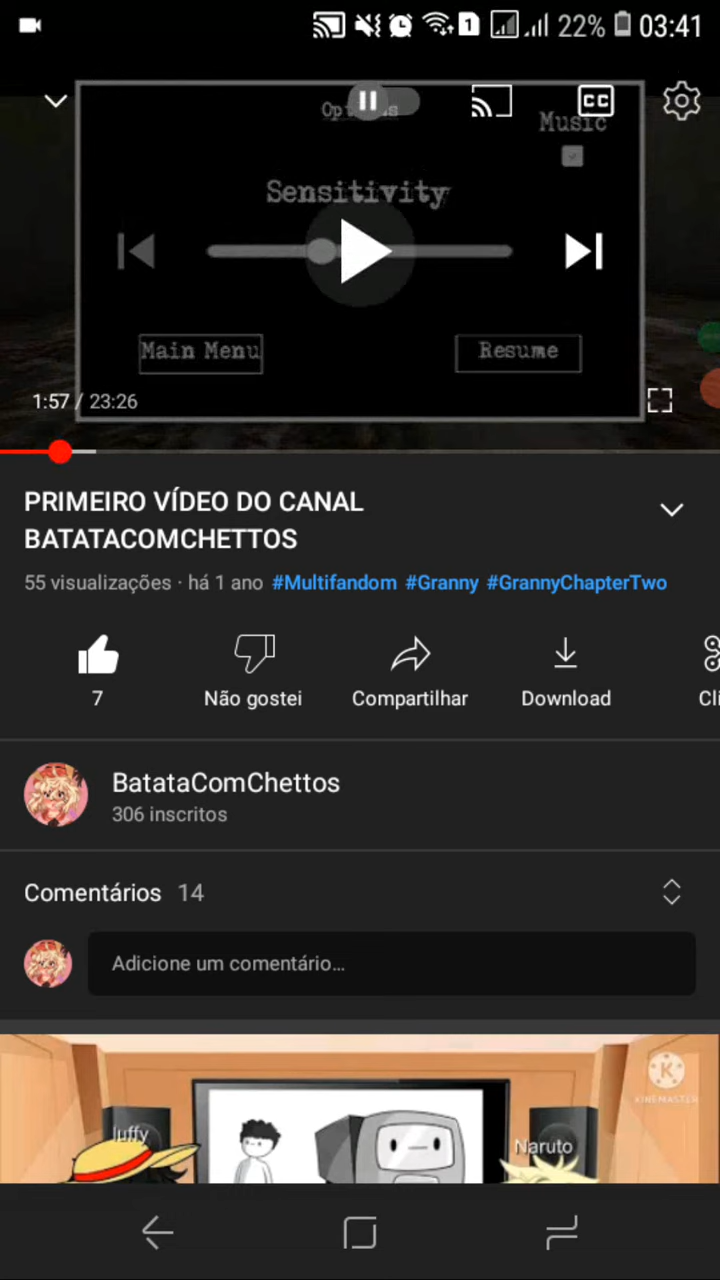 1 22% 03:41
Music
Sensitivity
Main Menu Resume
1:57 / 23:26
PRIMEIRO VÍDEO DO CANAL
BATATACOMCHETTOS
55 visualizações · há 1 ano #Multifandom #Granny #GrannyChapterTwo
7 Não gostei Compartilhar Download Cli
BatataComChettos
306 inscritos
Comentários 14
Adicione um comentário...
K
KINEMASTER
luffy
Naruto